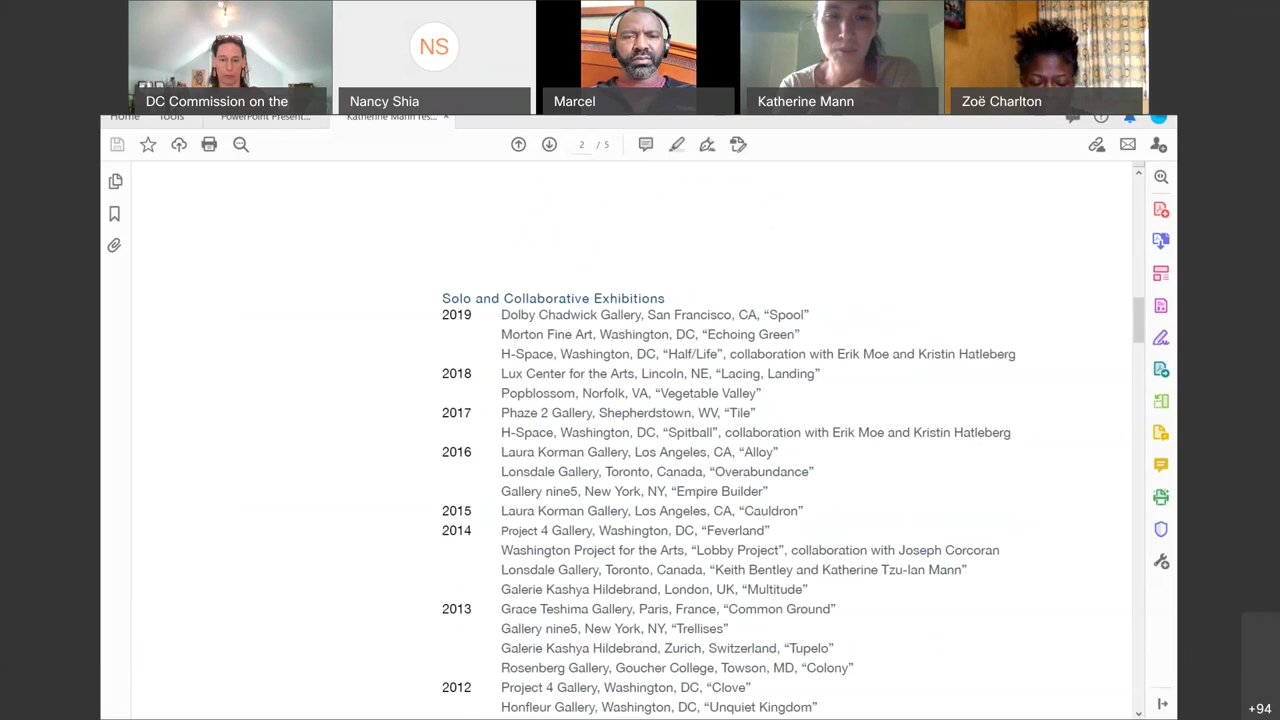 NS
DC Commission on the
Nancy Shia
Marcel
Katherine Mann
Zoë Charlton
Home Tools PowerPoint Present... Katherine Mann res... ×
2 / 5
Solo and Collaborative Exhibitions
2019 Dolby Chadwick Gallery, San Francisco, CA, “Spool”
Morton Fine Art, Washington, DC, “Echoing Green”
H-Space, Washington, DC, “Half/Life”, collaboration with Erik Moe and Kristin Hatleberg
2018 Lux Center for the Arts, Lincoln, NE, “Lacing, Landing”
Popblossom, Norfolk, VA, “Vegetable Valley”
2017 Phaze 2 Gallery, Shepherdstown, WV, “Tile”
H-Space, Washington, DC, “Spitball”, collaboration with Erik Moe and Kristin Hatleberg
2016 Laura Korman Gallery, Los Angeles, CA, “Alloy”
Lonsdale Gallery, Toronto, Canada, “Overabundance”
Gallery nine5, New York, NY, “Empire Builder”
2015 Laura Korman Gallery, Los Angeles, CA, “Cauldron”
2014 Project 4 Gallery, Washington, DC, “Feverland”
Washington Project for the Arts, “Lobby Project”, collaboration with Joseph Corcoran
Lonsdale Gallery, Toronto, Canada, “Keith Bentley and Katherine Tzu-lan Mann”
Galerie Kashya Hildebrand, London, UK, “Multitude”
2013 Grace Teshima Gallery, Paris, France, “Common Ground”
Gallery nine5, New York, NY, “Trellises”
Galerie Kashya Hildebrand, Zurich, Switzerland, “Tupelo”
Rosenberg Gallery, Goucher College, Towson, MD, “Colony”
2012 Project 4 Gallery, Washington, DC, “Clove”
Honfleur Gallery, Washington, DC, “Unquiet Kingdom”
+94